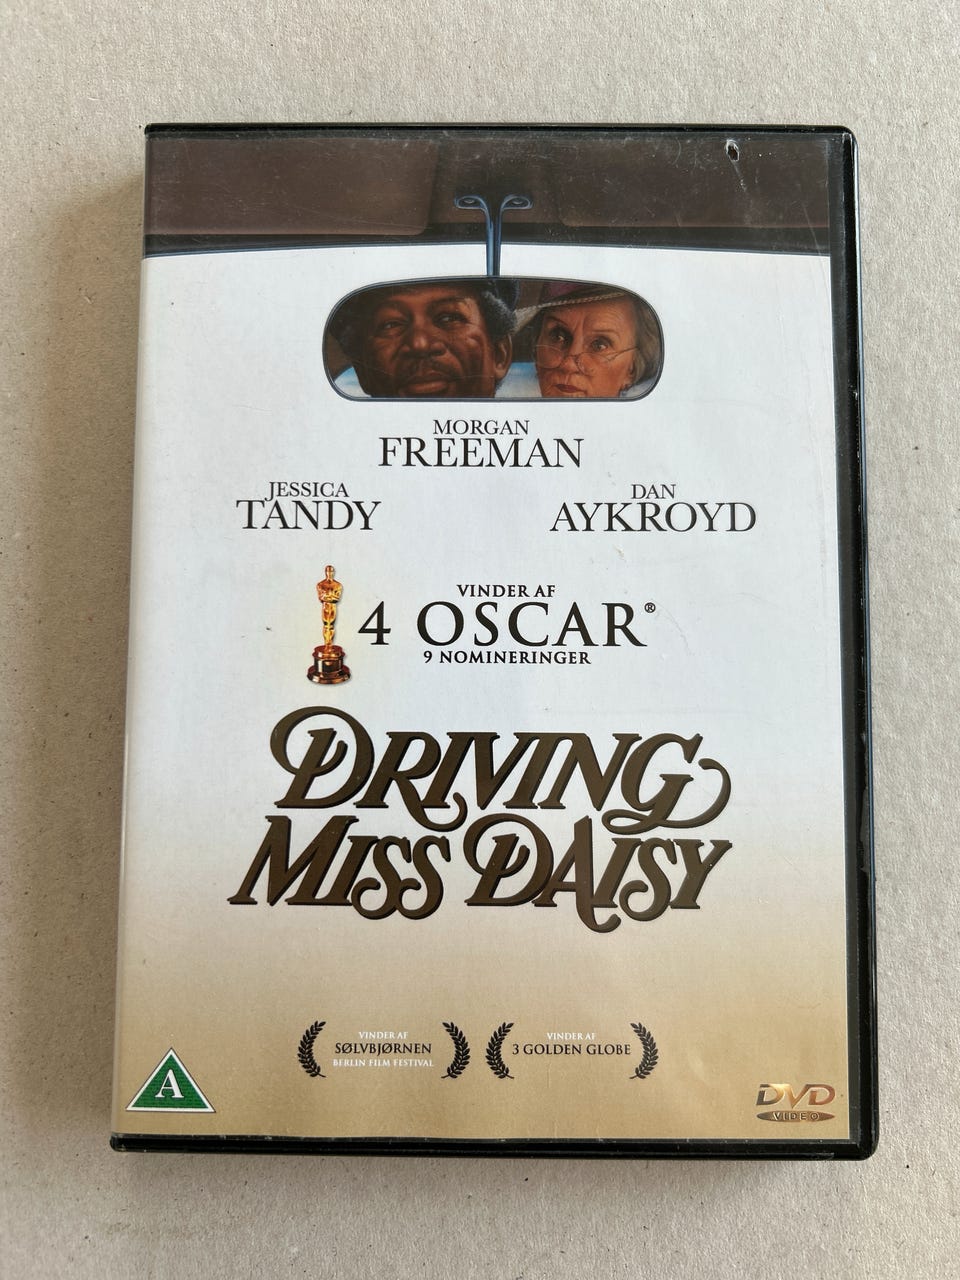 MORGAN
FREEMAN
JESSICA
TANDY
DAN
AYKROYD
VINDER AF
4 OSCAR®
9 NOMINERINGER
DRIVING
MISS DAISY
VINDER AF
SØLVBJØRNEN
BERLIN FILM FESTIVAL
VINDER AF
3 GOLDEN GLOBE
A
DVD
VIDEO